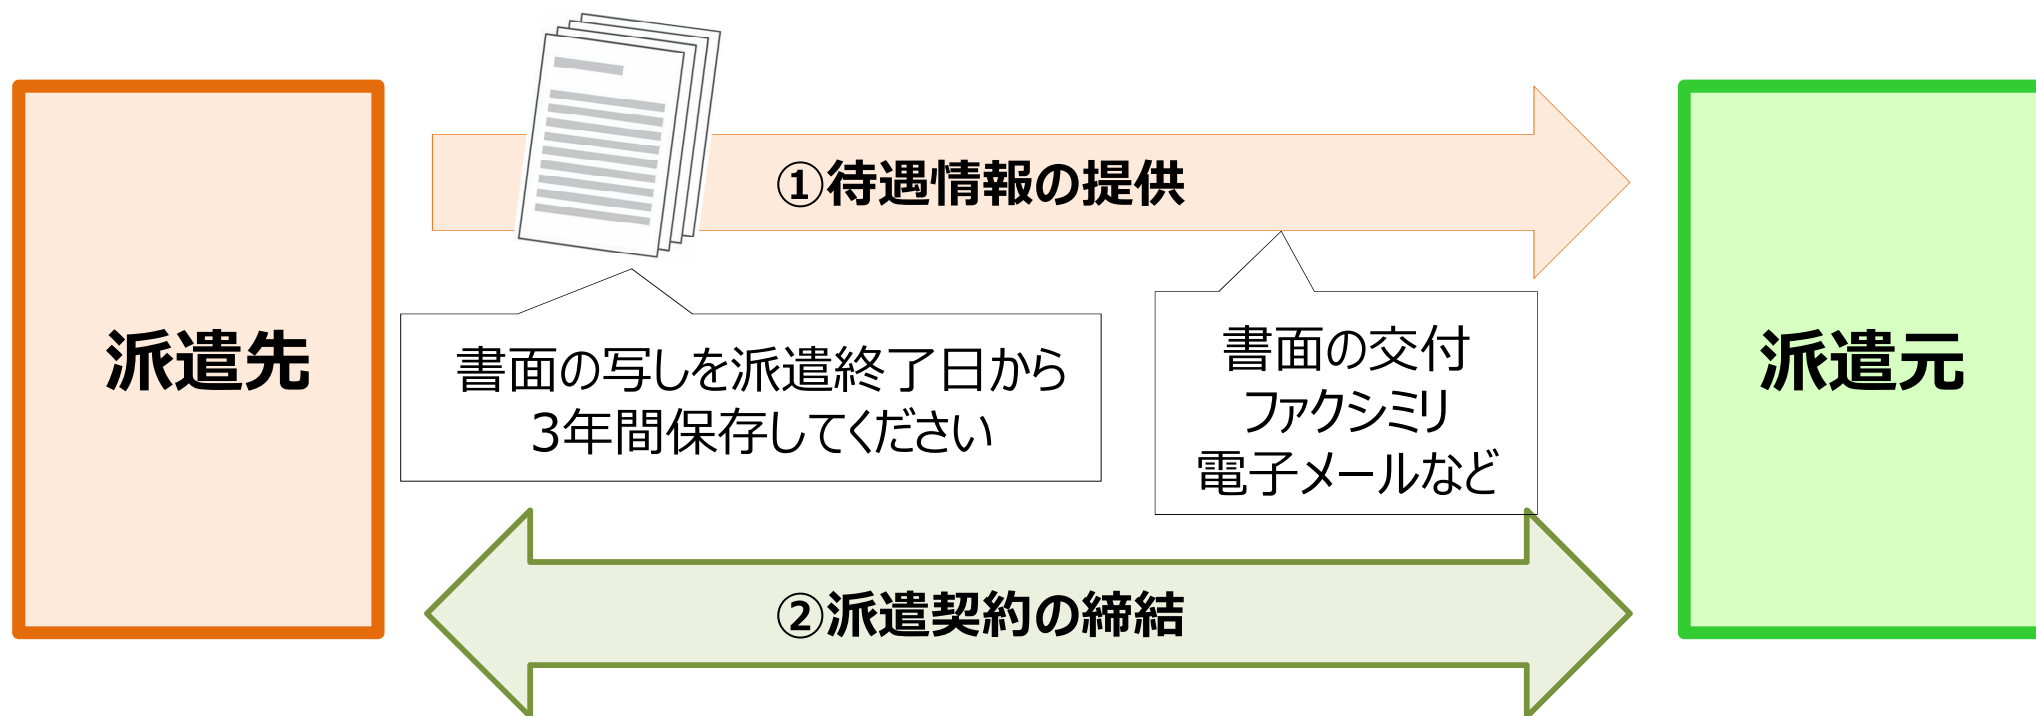 ①待遇情報の提供
派遣先
書面の写しを派遣終了日から
3年間保存してください
書面の交付
ファクシミリ
電子メールなど
派遣元
②派遣契約の締結